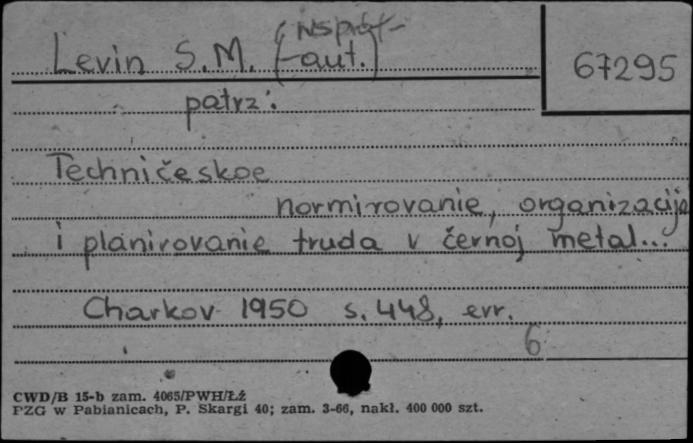 współ-
Levin S.M. (-aut.)
67295
patrz:
Techničeskoe
normirovanie, organizacija
i planirovanie truda v černoj metal...
Charkov 1950 s. 448, err.
6
CWD/B 15-b zam. 4065/PWH/Łź
PZG w Pabianicach, P. Skargi 40; zam. 3-66, nakł. 400 000 szt.